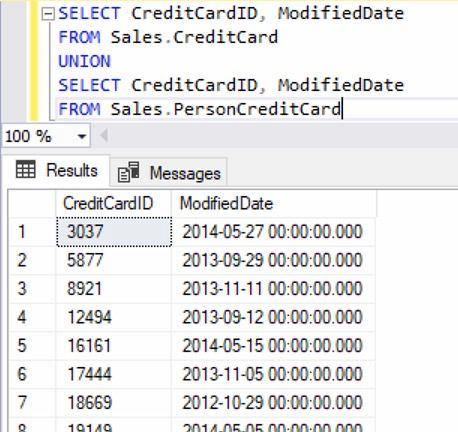 SELECT CreditCardID, ModifiedDate
FROM Sales.CreditCard
UNION
SELECT CreditCardID, ModifiedDate
FROM Sales.PersonCreditCard
100 %
Results Messages
CreditCardID ModifiedDate
1 3037 2014-05-27 00:00:00.000
2 5877 2013-09-29 00:00:00.000
3 8921 2013-11-11 00:00:00.000
4 12494 2013-09-12 00:00:00.000
5 16161 2014-05-15 00:00:00.000
6 17444 2013-11-05 00:00:00.000
7 18669 2012-10-29 00:00:00.000
8 19149 2014-05-05 00:00:00.000